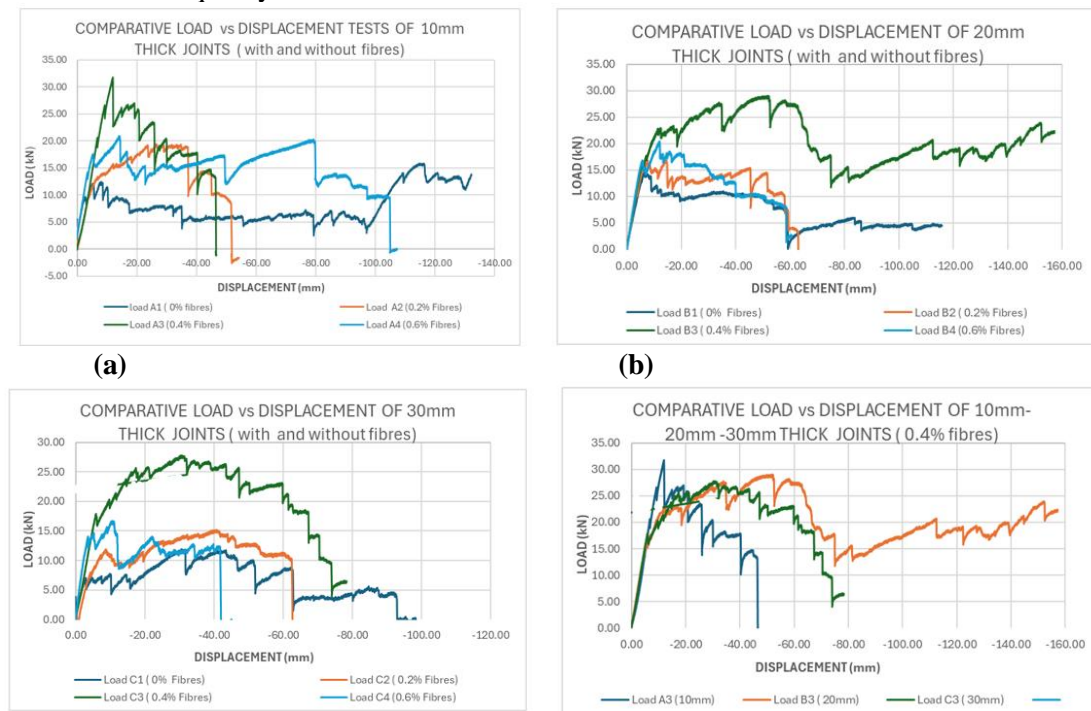 COMPARATIVE LOAD vs DISPLACEMENT TESTS OF 10mm
THICK JOINTS ( with and without fibres)
35.00
30.00
25.00
20.00
15.00
10.00
5.00
0.00
-5.00
LOAD (kN)
0.00 -20.00 -40.00 -60.00 -80.00 -100.00 -120.00 -140.00
DISPLACEMENT (mm)
load A1 ( 0% Fibres) Load A2 (0.2% Fibres)
Load A3 (0.4% Fibres) Load A4 (0.6% Fibres)
(a)
COMPARATIVE LOAD vs DISPLACEMENT OF 20mm
THICK JOINTS ( with and without fibres)
35.00
30.00
25.00
20.00
15.00
10.00
5.00
0.00
LOAD (kN)
0.00 -20.00 -40.00 -60.00 -80.00 -100.00 -120.00 -140.00 -160.00
DISPLACEMENT (mm)
Load B1 ( 0% Fibres) Load B2 ( 0.2% Fibres)
Load B3 ( 0.4% Fibres) Load B4 ( 0.6% Fibres)
(b)
COMPARATIVE LOAD vs DISPLACEMENT OF 30mm
THICK JOINTS ( with and without fibres)
30.00
25.00
20.00
15.00
10.00
5.00
0.00
LOAD (kN)
0.00 -20.00 -40.00 -60.00 -80.00 -100.00 -120.00
DISPLACEMENT (mm)
Load C1 ( 0% Fibres) Load C2 ( 0.2% Fibres)
Load C3 ( 0.4% Fibres) Load C4 ( 0.6% Fibres)
COMPARATIVE LOAD vs DISPLACEMENT OF 10mm-
20mm -30mm THICK JOINTS ( 0.4% fibres)
35.00
30.00
25.00
20.00
15.00
10.00
5.00
0.00
LOAD (kN)
0.00 -20.00 -40.00 -60.00 -80.00 -100.00 -120.00 -140.00 -160.00
DISPLACEMENT (mm)
Load A3 (10mm) Load B3 ( 20mm) Load C3 ( 30mm)